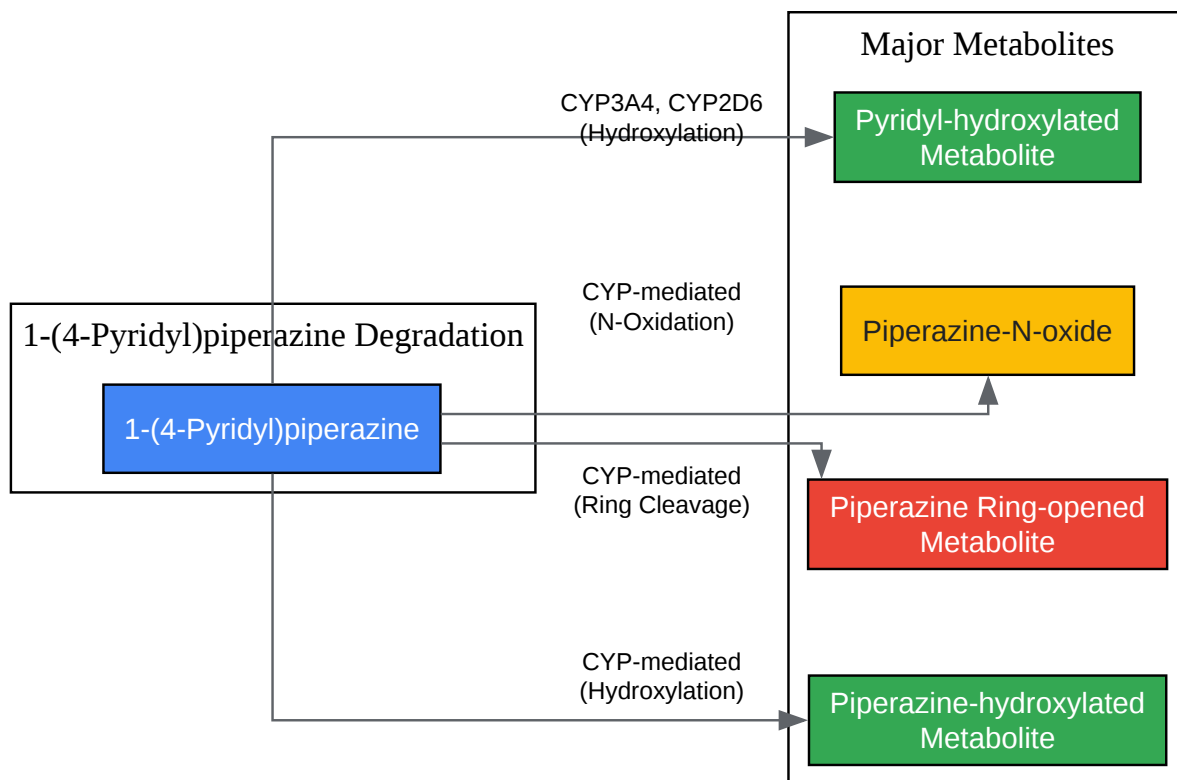 Major Metabolites
CYP3A4, CYP2D6
(Hydroxylation)
Pyridyl-hydroxylated
Metabolite
CYP-mediated
(N-Oxidation)
Piperazine-N-oxide
1-(4-Pyridyl)piperazine Degradation
1-(4-Pyridyl)piperazine
CYP-mediated
(Ring Cleavage)
Piperazine Ring-opened
Metabolite
CYP-mediated
(Hydroxylation)
Piperazine-hydroxylated
Metabolite